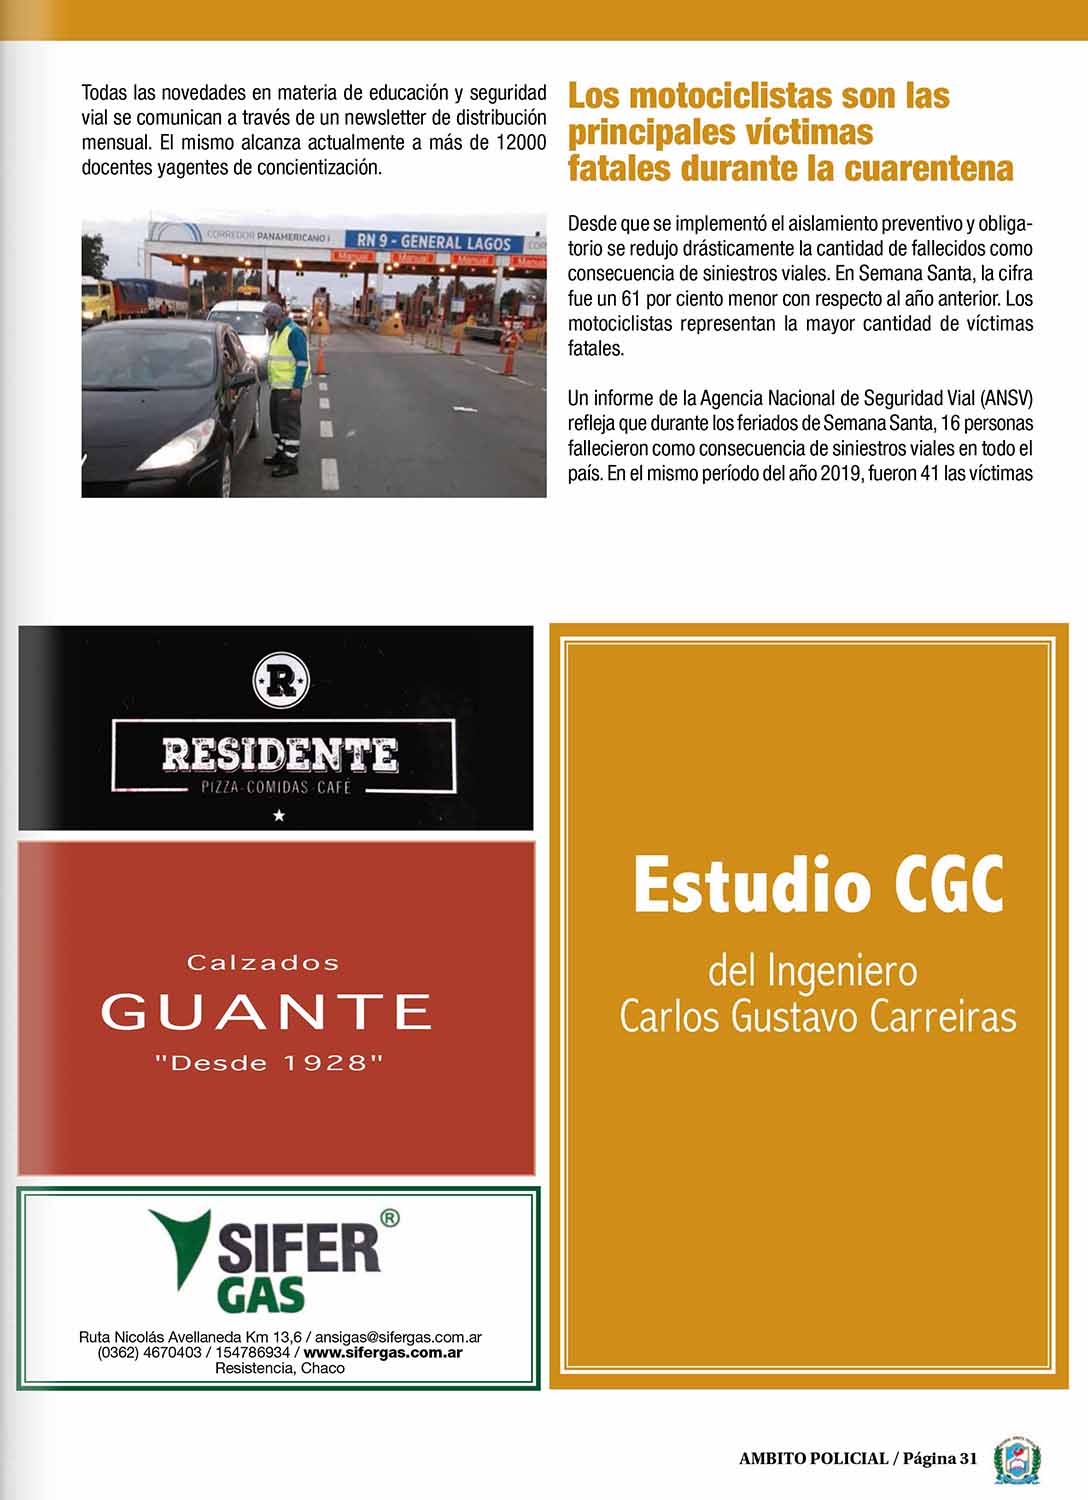 Todas las novedades en materia de educación y seguridad
vial se comunican a través de un newsletter de distribución
mensual. El mismo alcanza actualmente a más de 12000
docentes yagentes de concientización.
CORREDOR PANAMERICANO I
RN 9 - GENERAL LAGOS
Manual
Manual
Manual
Los motociclistas son las
principales víctimas
fatales durante la cuarentena
Desde que se implementó el aislamiento preventivo y obliga-
torio se redujo drásticamente la cantidad de fallecidos como
consecuencia de siniestros viales. En Semana Santa, la cifra
fue un 61 por ciento menor con respecto al año anterior. Los
motociclistas representan la mayor cantidad de víctimas
fatales.
Un informe de la Agencia Nacional de Seguridad Vial (ANSV)
refleja que durante los feriados de Semana Santa, 16 personas
fallecieron como consecuencia de siniestros viales en todo el
país. En el mismo período del año 2019, fueron 41 las víctimas
R
RESIDENTE
PIZZA-COMIDAS-CAFÉ
Calzados
GUANTE
"Desde 1928"
SIFER®
GAS
Ruta Nicolás Avellaneda Km 13,6 / ansigas@sifergas.com.ar
(0362) 4670403 / 154786934 / www.sifergas.com.ar
Resistencia, Chaco
Estudio CGC
del Ingeniero
Carlos Gustavo Carreiras
AMBITO POLICIAL / Página 31